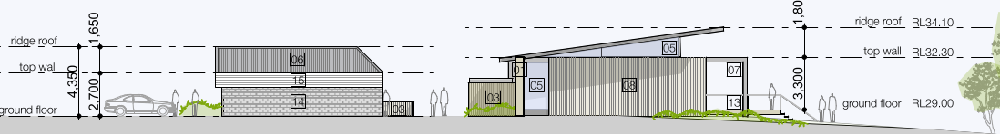 ridge roof
1,650
06
top wall
4,350
2,700
15
14
03
ground floor
1,80
ridge roof RL34.10
05
top wall RL32.30
01
05
03
08
07
3,300
13
ground floor RL29.00